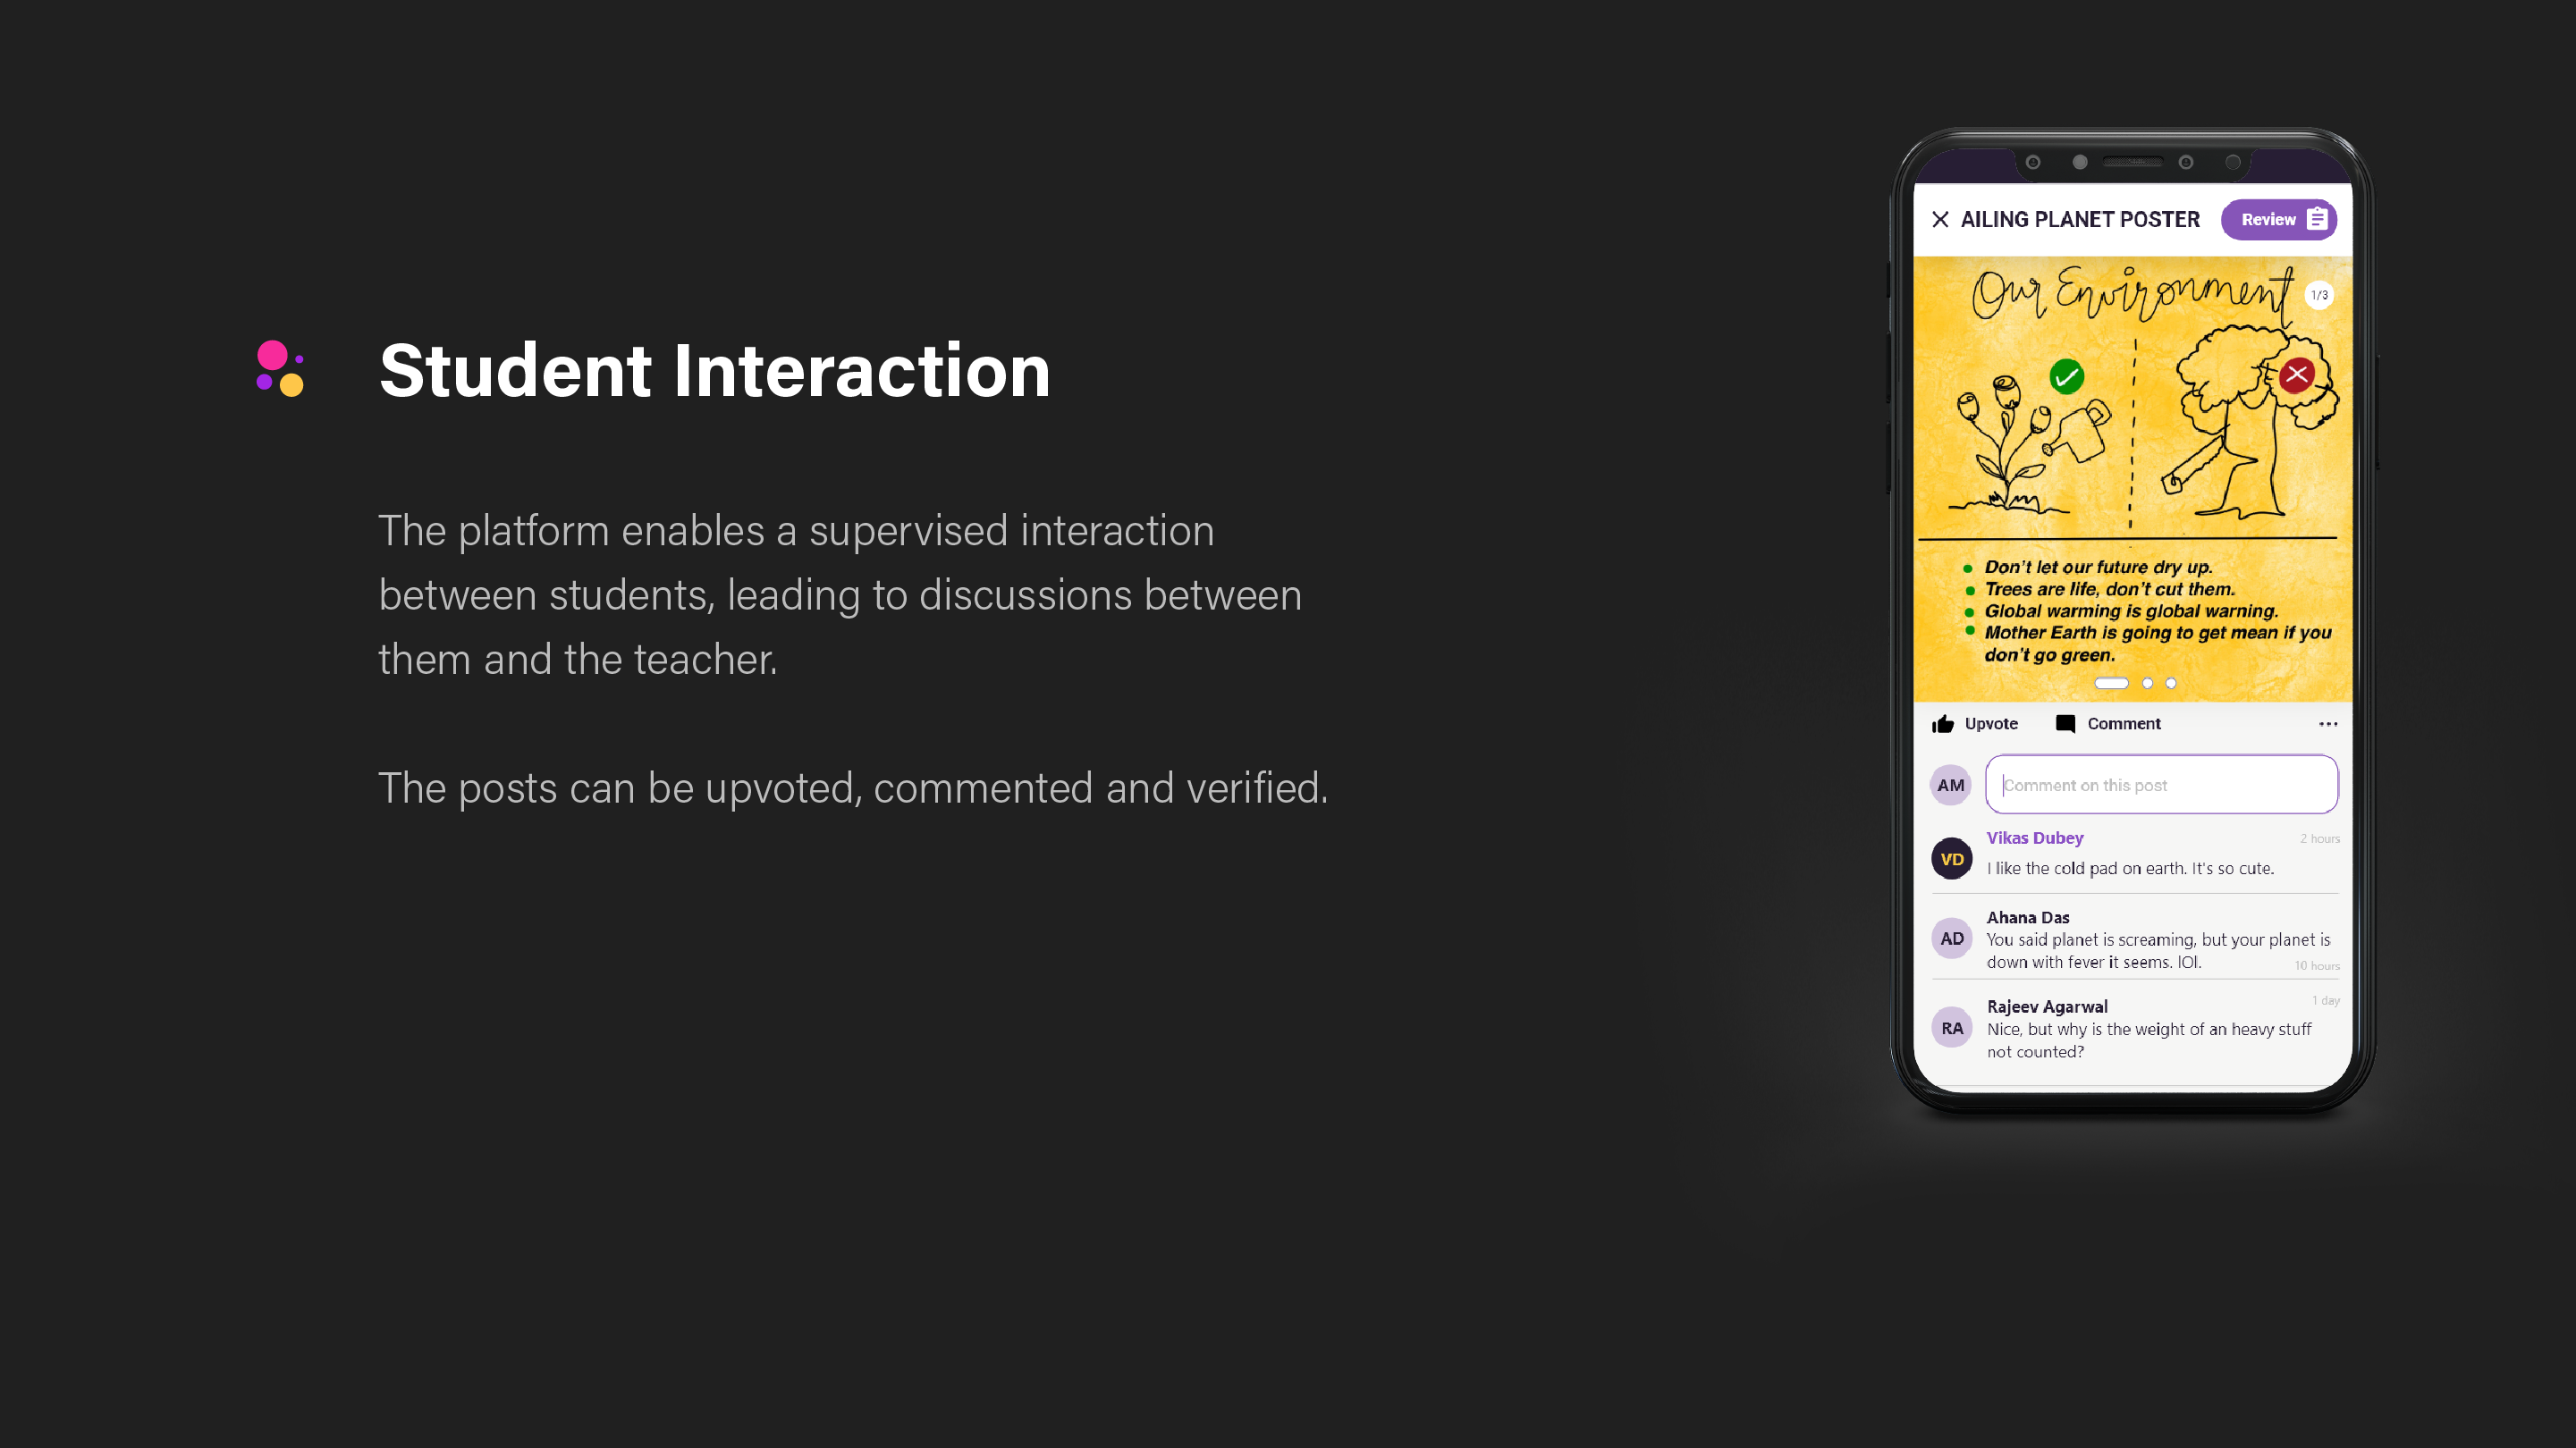 Student Interaction
The platform enables a supervised interaction
between students, leading to discussions between
them and the teacher.
The posts can be upvoted, commented and verified.
AILING PLANET POSTER
Review
Our Environment
1/3
Don't let our future dry up.
Trees are life, don't cut them.
Global warming is global warning.
Mother Earth is going to get mean if you
don't go green.
Upvote
Comment
AM
Comment on this post
VD
Vikas Dubey
2 hours
I like the cold pad on earth. It's so cute.
AD
Ahana Das
You said planet is screaming, but your planet is
down with fever it seems. lOl.
10 hours
RA
Rajeev Agarwal
1 day
Nice, but why is the weight of an heavy stuff
not counted?